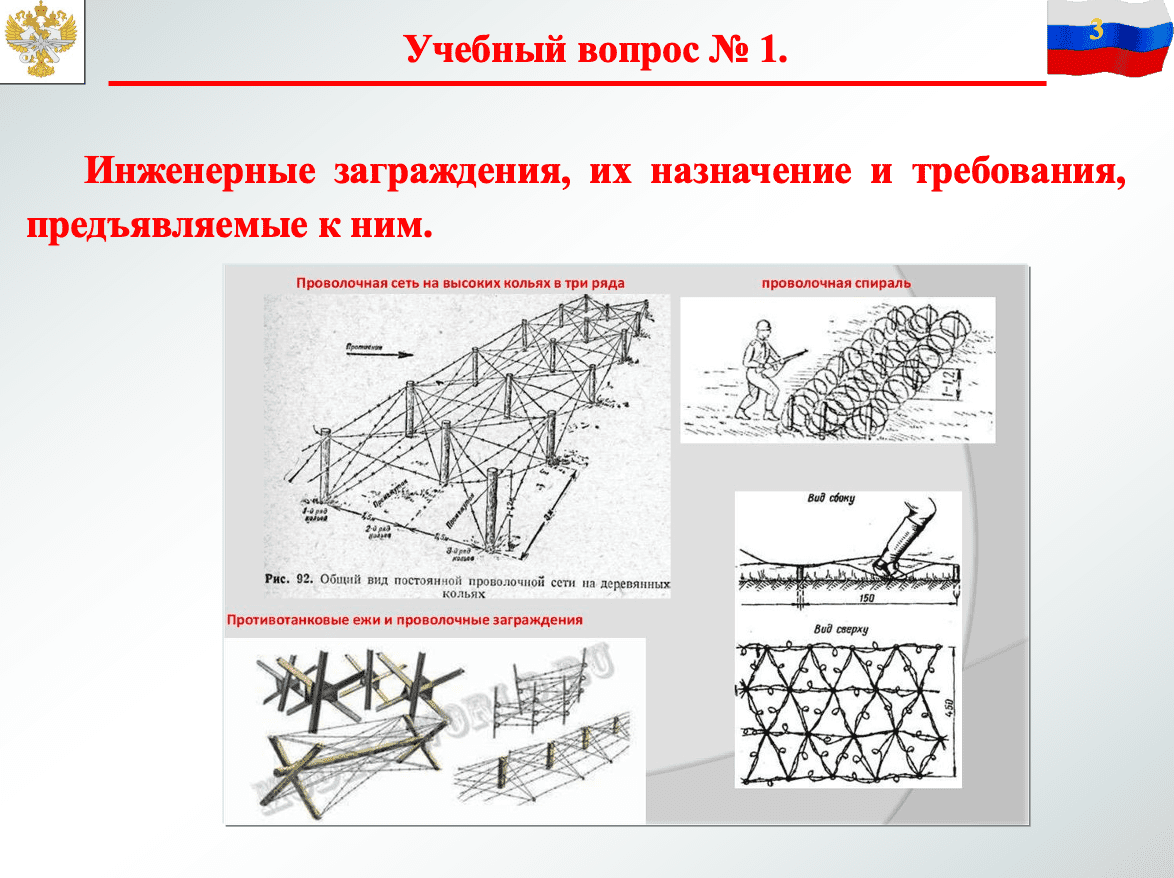 3
Учебный вопрос № 1.
Инженерные заграждения, их назначение и требования,
предъявляемые к ним.
Проволочная сеть на высоких кольях в три ряда
проволочная спираль
Противник
1-1,2
Промежуток
Промежуток
1-й ряд
кольев
2-й ряд
кольев
3-й ряд
кольев
Рис. 92. Общий вид постоянной проволочной сети на деревянных
кольях
Вид сбоку
150
Вид сверху
450
Противотанковые ежи и проволочные заграждения